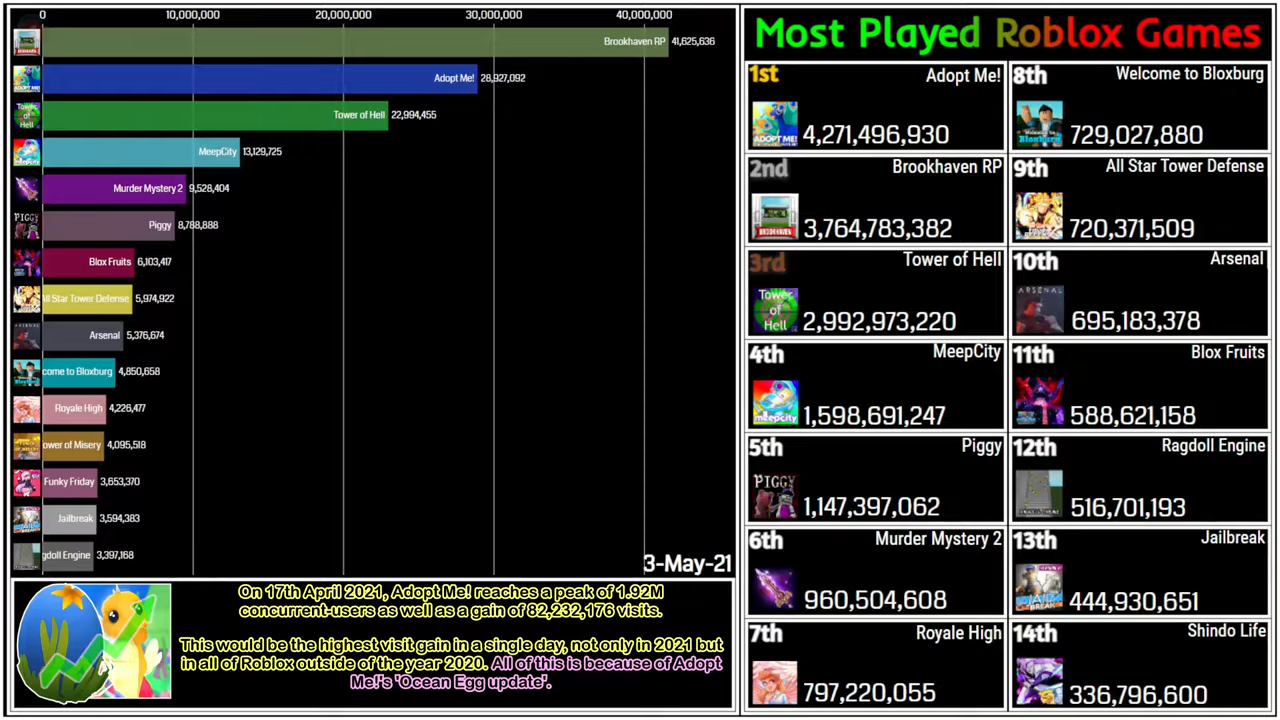 0 10,000,000 20,000,000 30,000,000 40,000,000
Brookhaven RP 41,625,636
Adopt Me! 28,927,092
Tower of Hell 22,994,455
MeepCity 13,129,725
Murder Mystery 2 9,528,404
Piggy 8,788,888
Blox Fruits 6,103,417
All Star Tower Defense 5,974,922
Arsenal 5,376,674
come to Bloxburg 4,850,658
Royale High 4,226,477
ower of Misery 4,095,518
Funky Friday 3,653,370
Jailbreak 3,594,383
gdoll Engine 3,397,168
3-May-21
On 17th April 2021, Adopt Me! reaches a peak of 1.92M
concurrent-users as well as a gain of 82,232,176 visits.
This would be the highest visit gain in a single day, not only in 2021 but
in all of Roblox outside of the year 2020. All of this is because of Adopt
Me!'s 'Ocean Egg update'.
Most Played Roblox Games
1st Adopt Me!
4,271,496,930
2nd Brookhaven RP
3,764,783,382
3rd Tower of Hell
Tower
of
Hell
2,992,973,220
4th MeepCity
1,598,691,247
5th Piggy
1,147,397,062
6th Murder Mystery 2
960,504,608
7th Royale High
797,220,055
8th Welcome to Bloxburg
729,027,880
9th All Star Tower Defense
720,371,509
10th Arsenal
695,183,378
11th Blox Fruits
588,621,158
12th Ragdoll Engine
516,701,193
13th Jailbreak
444,930,651
14th Shindo Life
336,796,600